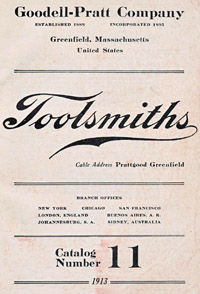 Goodell-Pratt Company
ESTABLISHED 1888 INCORPORATED 1895
Greenfield, Massachusetts
United States
Toolsmiths
Cable Address Prattgood Greenfield
BRANCH OFFICES
NEW YORK CHICAGO SAN FRANCISCO
LONDON, ENGLAND BUENOS AIRES, A. R.
JOHANNESBURG, S. A. SIDNEY, AUSTRALIA
Catalog
Number 11
1913